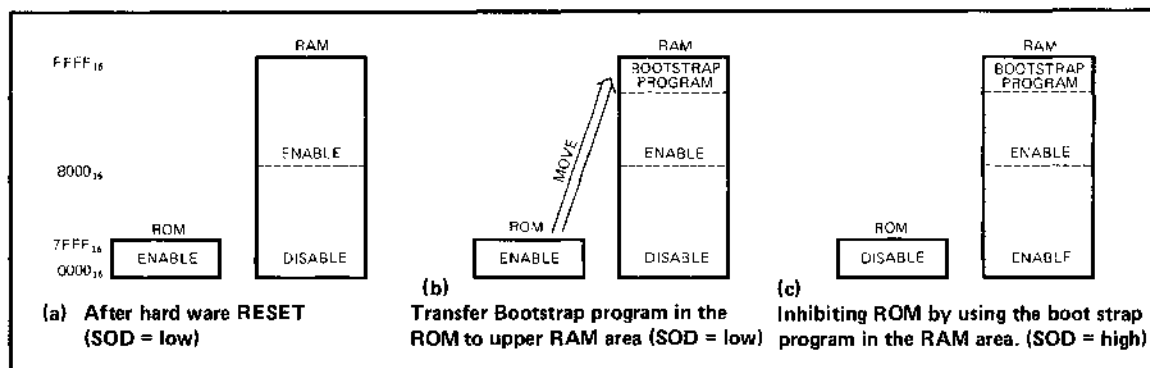 RAM
FFFF16
ENABLE
800016
ROM
7FFF16
ENABLE
000016
DISABLE
(a) After hard ware RESET
(SOD = low)
RAM
BOOTSTRAP
PROGRAM
MOVE
ENABLE
ROM
ENABLE
DISABLE
(b)
Transfer Bootstrap program in the
ROM to upper RAM area (SOD = low)
RAM
BOOTSTRAP
PROGRAM
ENABLE
ROM
DISABLE
ENABLE
(c)
Inhibiting ROM by using the boot strap
program in the RAM area. (SOD = high)